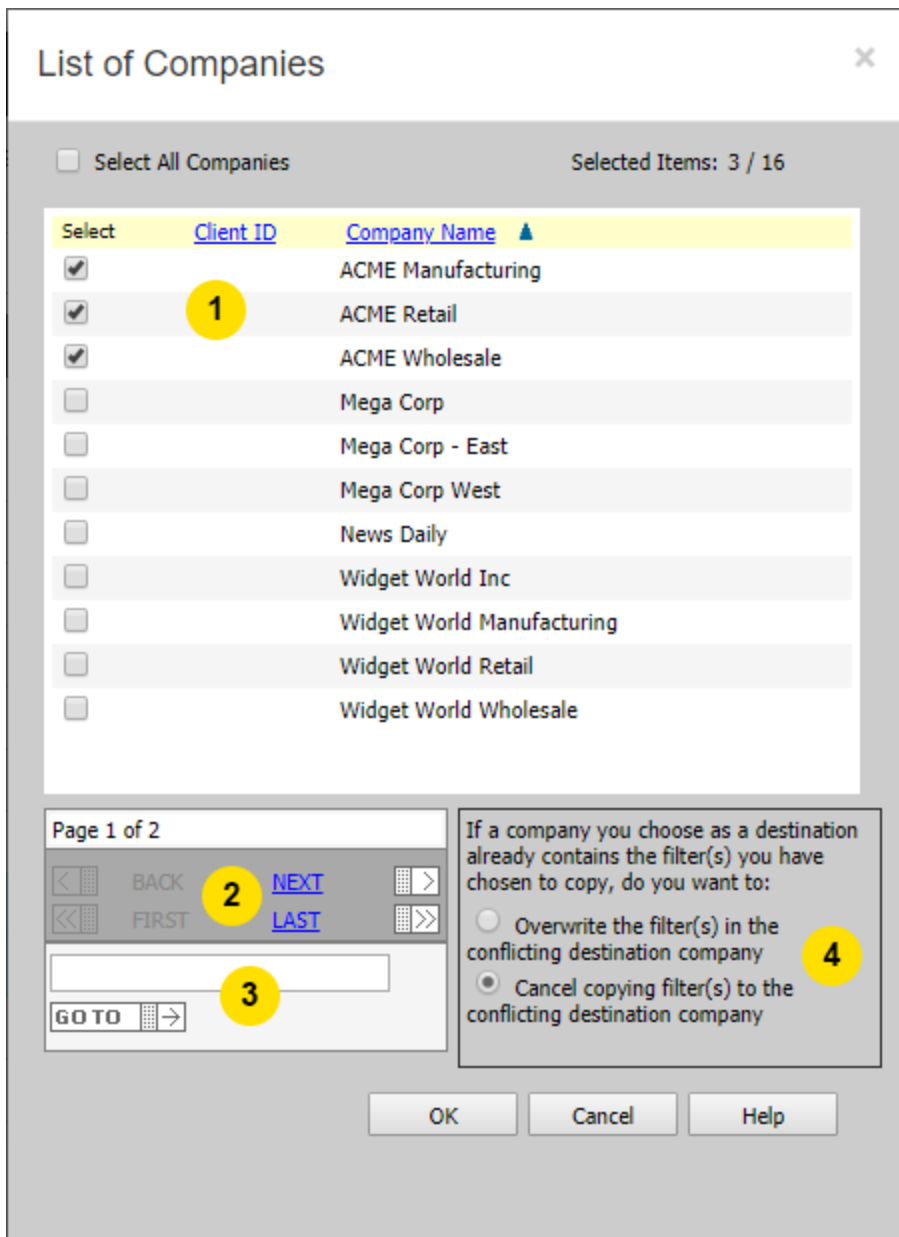 List of Companies ×
Select All Companies Selected Items: 3 / 16
Select Client ID Company Name ▲
ACME Manufacturing
1
ACME Retail
ACME Wholesale
Mega Corp
Mega Corp - East
Mega Corp West
News Daily
Widget World Inc
Widget World Manufacturing
Widget World Retail
Widget World Wholesale
Page 1 of 2
< BACK NEXT >
2
<< FIRST LAST >>
3
GO TO →
If a company you choose as a destination
already contains the filter(s) you have
chosen to copy, do you want to:
Overwrite the filter(s) in the
conflicting destination company
4
Cancel copying filter(s) to the
conflicting destination company
OK Cancel Help